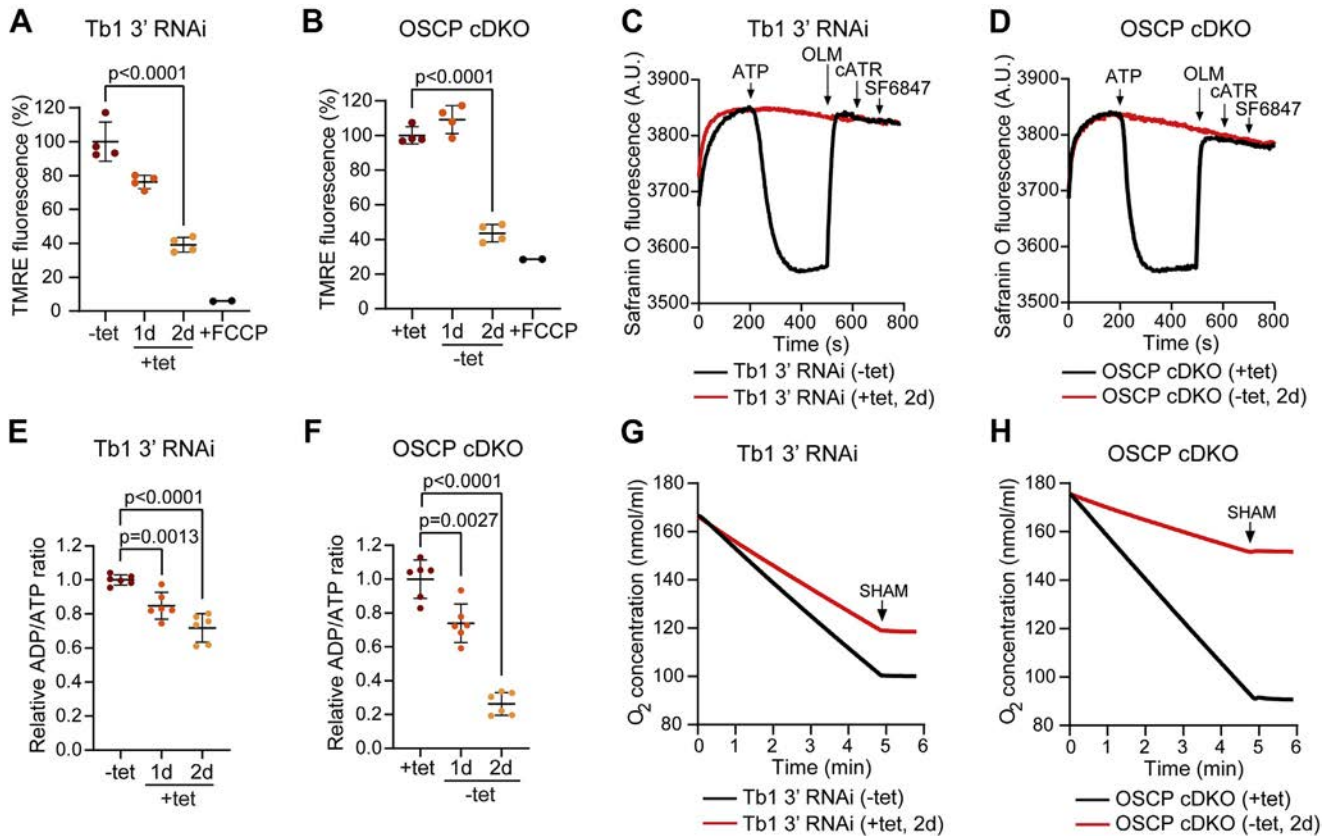 A
Tb1 3' RNAi
p<0.0001
TMRE fluorescence (%)
120
100
80
60
40
20
0
-tet
1d
2d
+FCCP
+tet
B
OSCP cDKO
p<0.0001
TMRE fluorescence (%)
120
100
80
60
40
20
0
+tet
1d
2d
+FCCP
-tet
C
Tb1 3' RNAi
Safranin O fluorescence (A.U.)
3900
3800
3700
3600
3500
ATP
OLM
cATR
SF6847
0
200
400
600
800
Time (s)
Tb1 3' RNAi (-tet)
Tb1 3' RNAi (+tet, 2d)
D
OSCP cDKO
Safranin O fluorescence (A.U.)
3900
3800
3700
3600
3500
ATP
OLM
cATR
SF6847
0
200
400
600
800
Time (s)
OSCP cDKO (+tet)
OSCP cDKO (-tet, 2d)
E
Tb1 3' RNAi
p<0.0001
p=0.0013
Relative ADP/ATP ratio
1.2
1.0
0.8
0.6
0.4
0.2
0.0
-tet
1d
2d
+tet
F
OSCP cDKO
p<0.0001
p=0.0027
Relative ADP/ATP ratio
1.2
1.0
0.8
0.6
0.4
0.2
0.0
+tet
1d
2d
-tet
G
Tb1 3' RNAi
O2 concentration (nmol/ml)
180
160
140
120
100
80
SHAM
0
1
2
3
4
5
6
Time (min)
Tb1 3' RNAi (-tet)
Tb1 3' RNAi (+tet, 2d)
H
OSCP cDKO
O2 concentration (nmol/ml)
180
160
140
120
100
80
SHAM
0
1
2
3
4
5
6
Time (min)
OSCP cDKO (+tet)
OSCP cDKO (-tet, 2d)